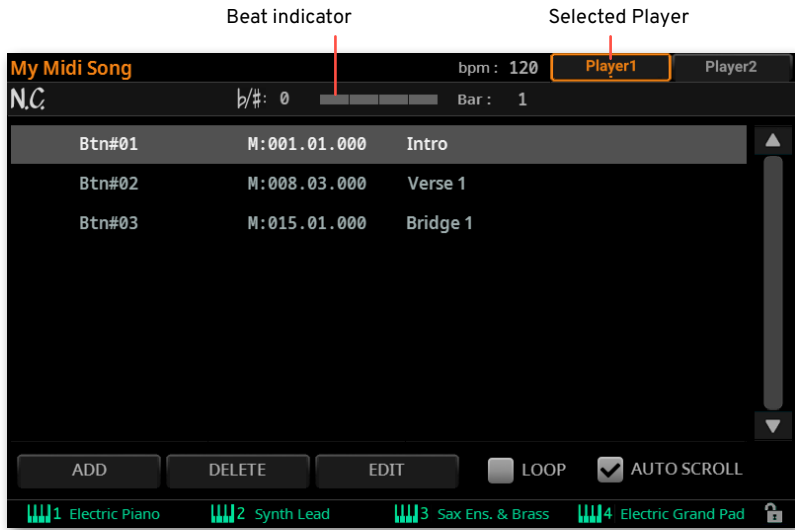 Beat indicator Selected Player
My Midi Song bpm: 120 Player1 Player2
N.C. b/#: 0 Bar: 1
Btn#01 M:001.01.000 Intro
Btn#02 M:008.03.000 Verse 1
Btn#03 M:015.01.000 Bridge 1
ADD DELETE EDIT LOOP AUTO SCROLL
1 Electric Piano 2 Synth Lead 3 Sax Ens. & Brass 4 Electric Grand Pad